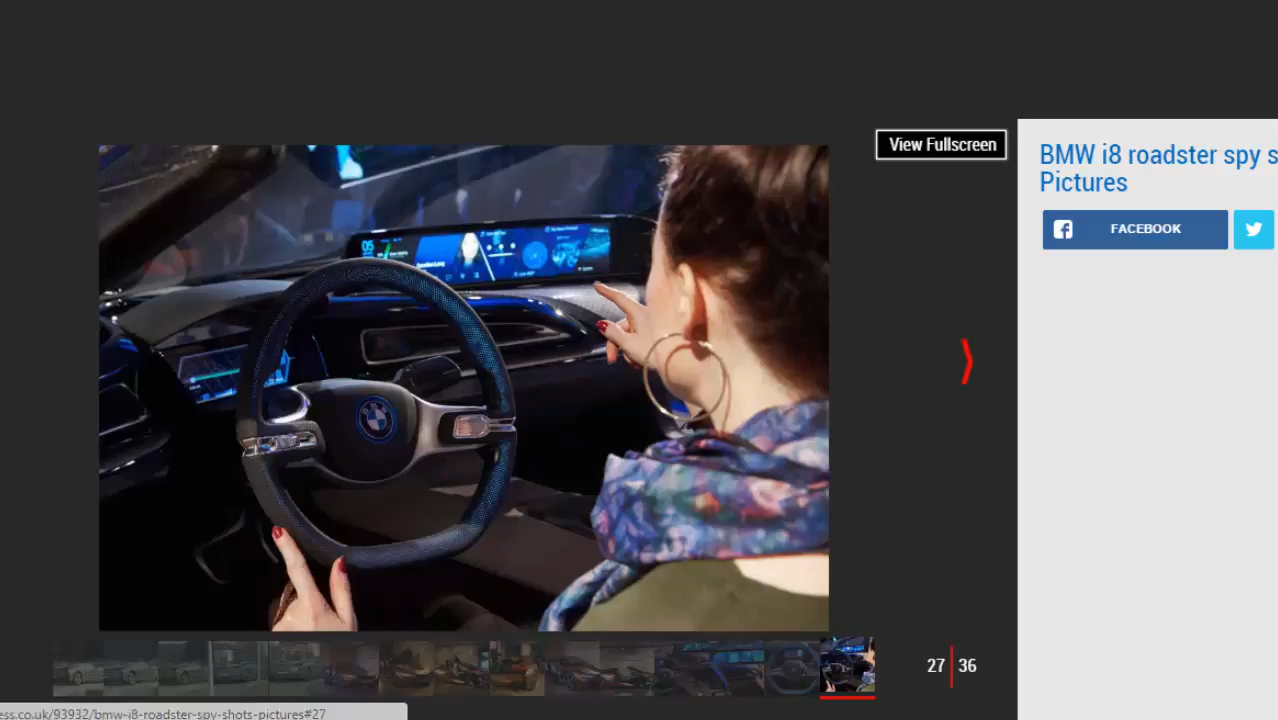 View Fullscreen
BMW i8 roadster spy s
Pictures
FACEBOOK
05
27 36
ess.co.uk/93932/bmw-i8-roadster-spy-shots-pictures#27